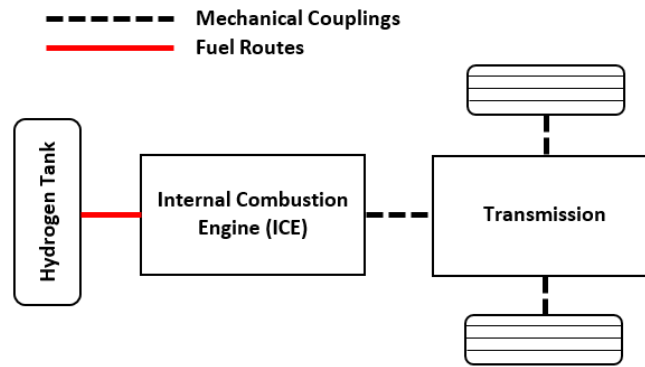 Mechanical Couplings
Fuel Routes
Hydrogen Tank
Internal Combustion
Engine (ICE)
Transmission